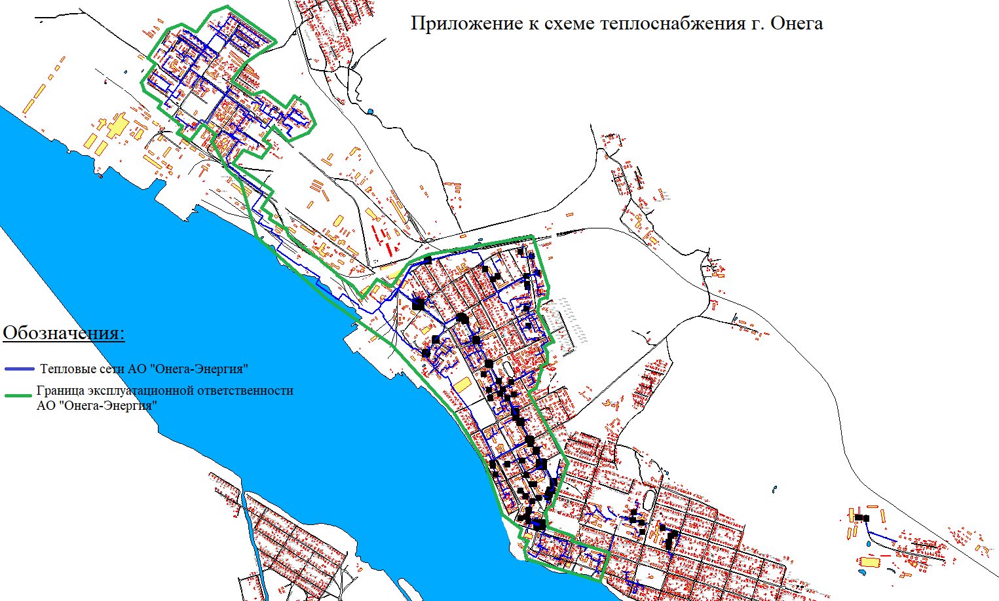 Приложение к схеме теплоснабжения г. Онега
Обозначения:
Тепловые сети АО "Онега-Энергия"
Граница эксплуатационной ответственности
АО "Онега-Энергия"